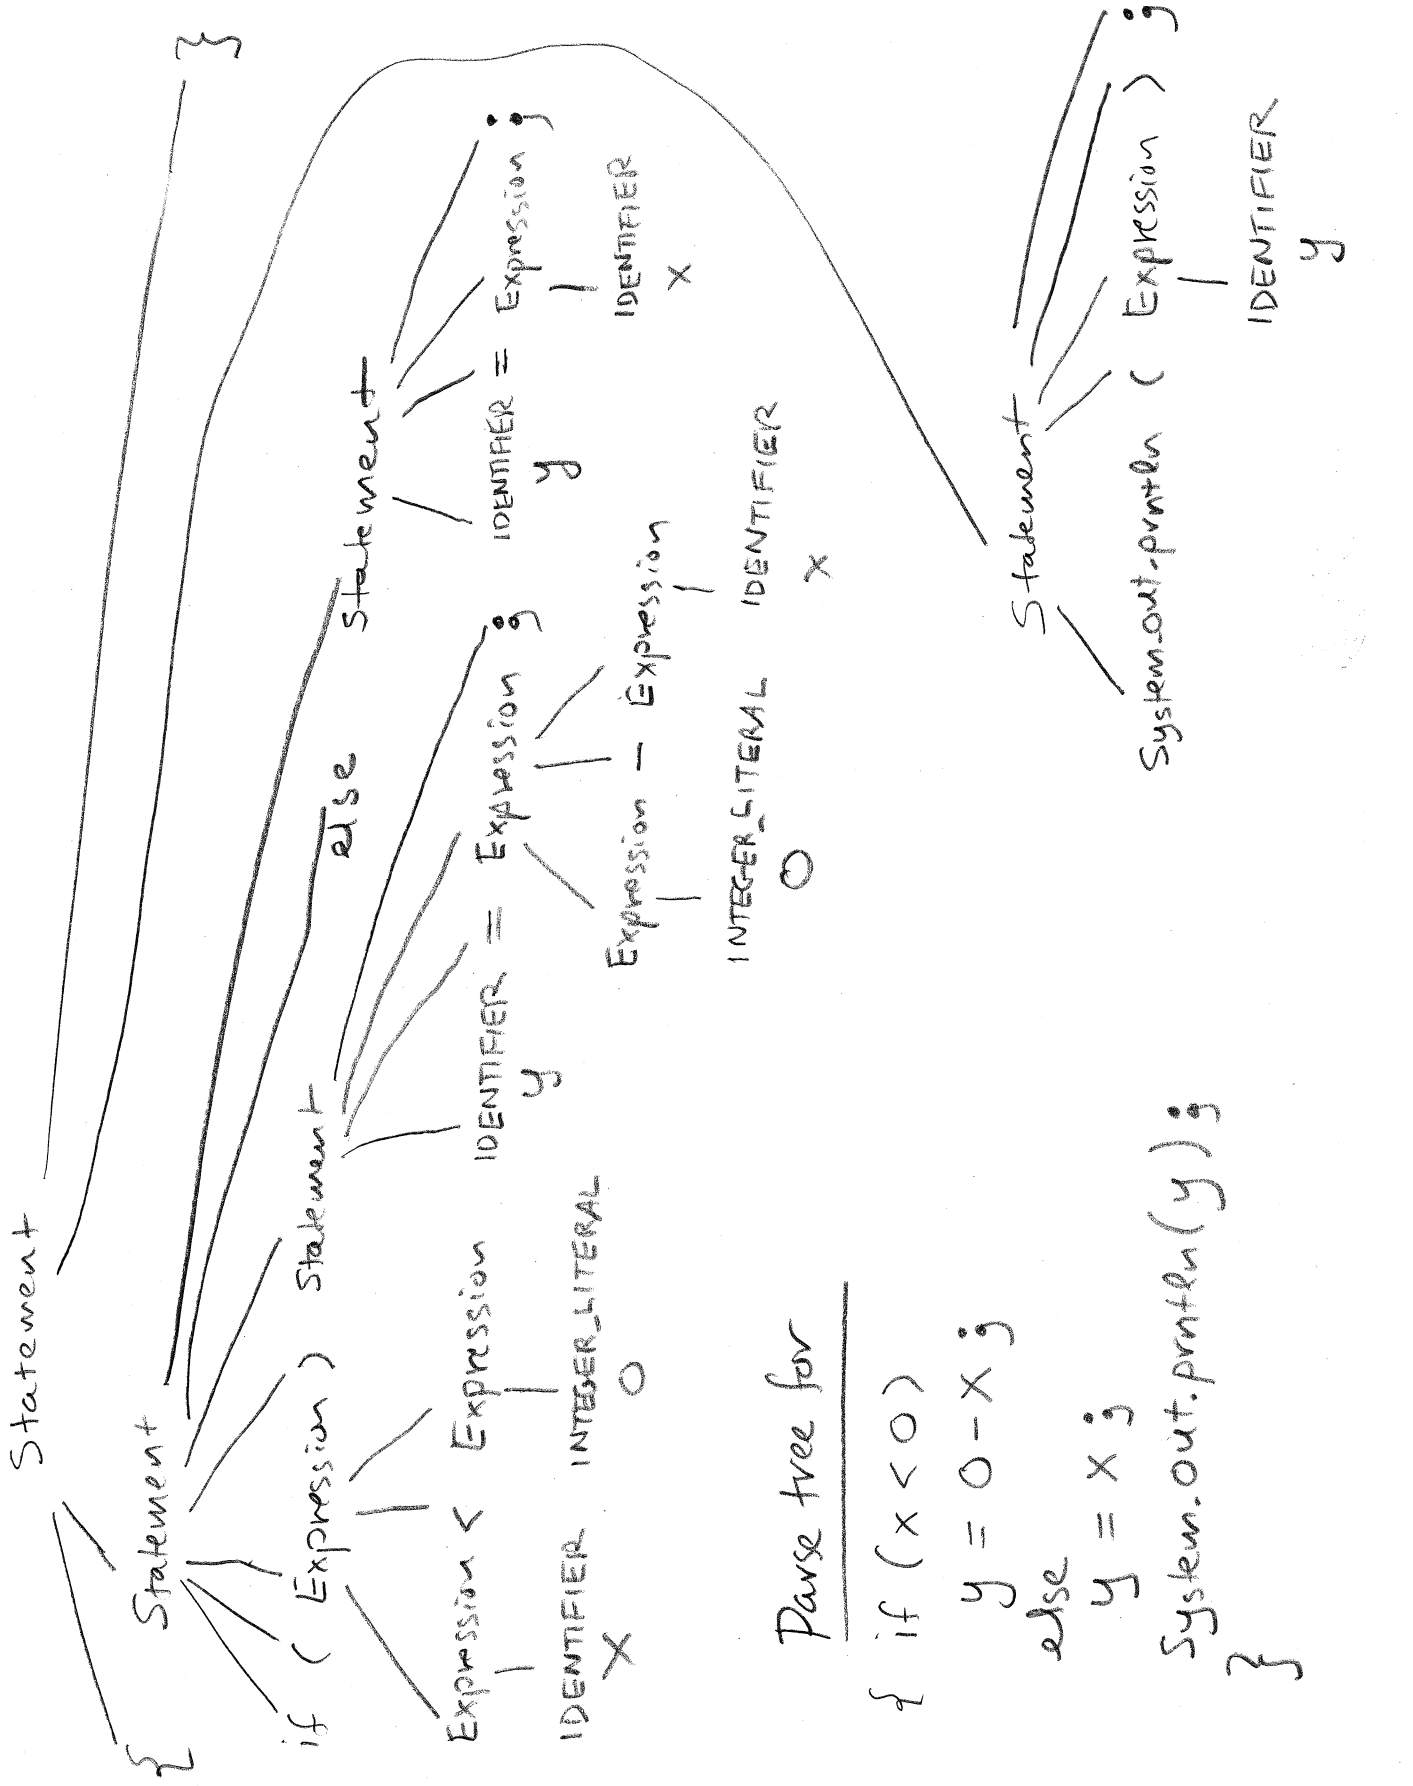 Statement
{ Statement }
if ( Expression ) Statement else Statement
Expression < Expression IDENTIFIER = Expression ; IDENTIFIER = Expression ;
IDENTIFIER INTEGER_LITERAL y y
X 0 Expression - Expression IDENTIFIER
x
INTEGER_LITERAL IDENTIFIER
0 x
Statement
System.out.println ( Expression ) ;
IDENTIFIER
y
Parse tree for
{ if (x < 0)
y = 0 - x ;
else
y = x ;
System.out.println(y) ;
}